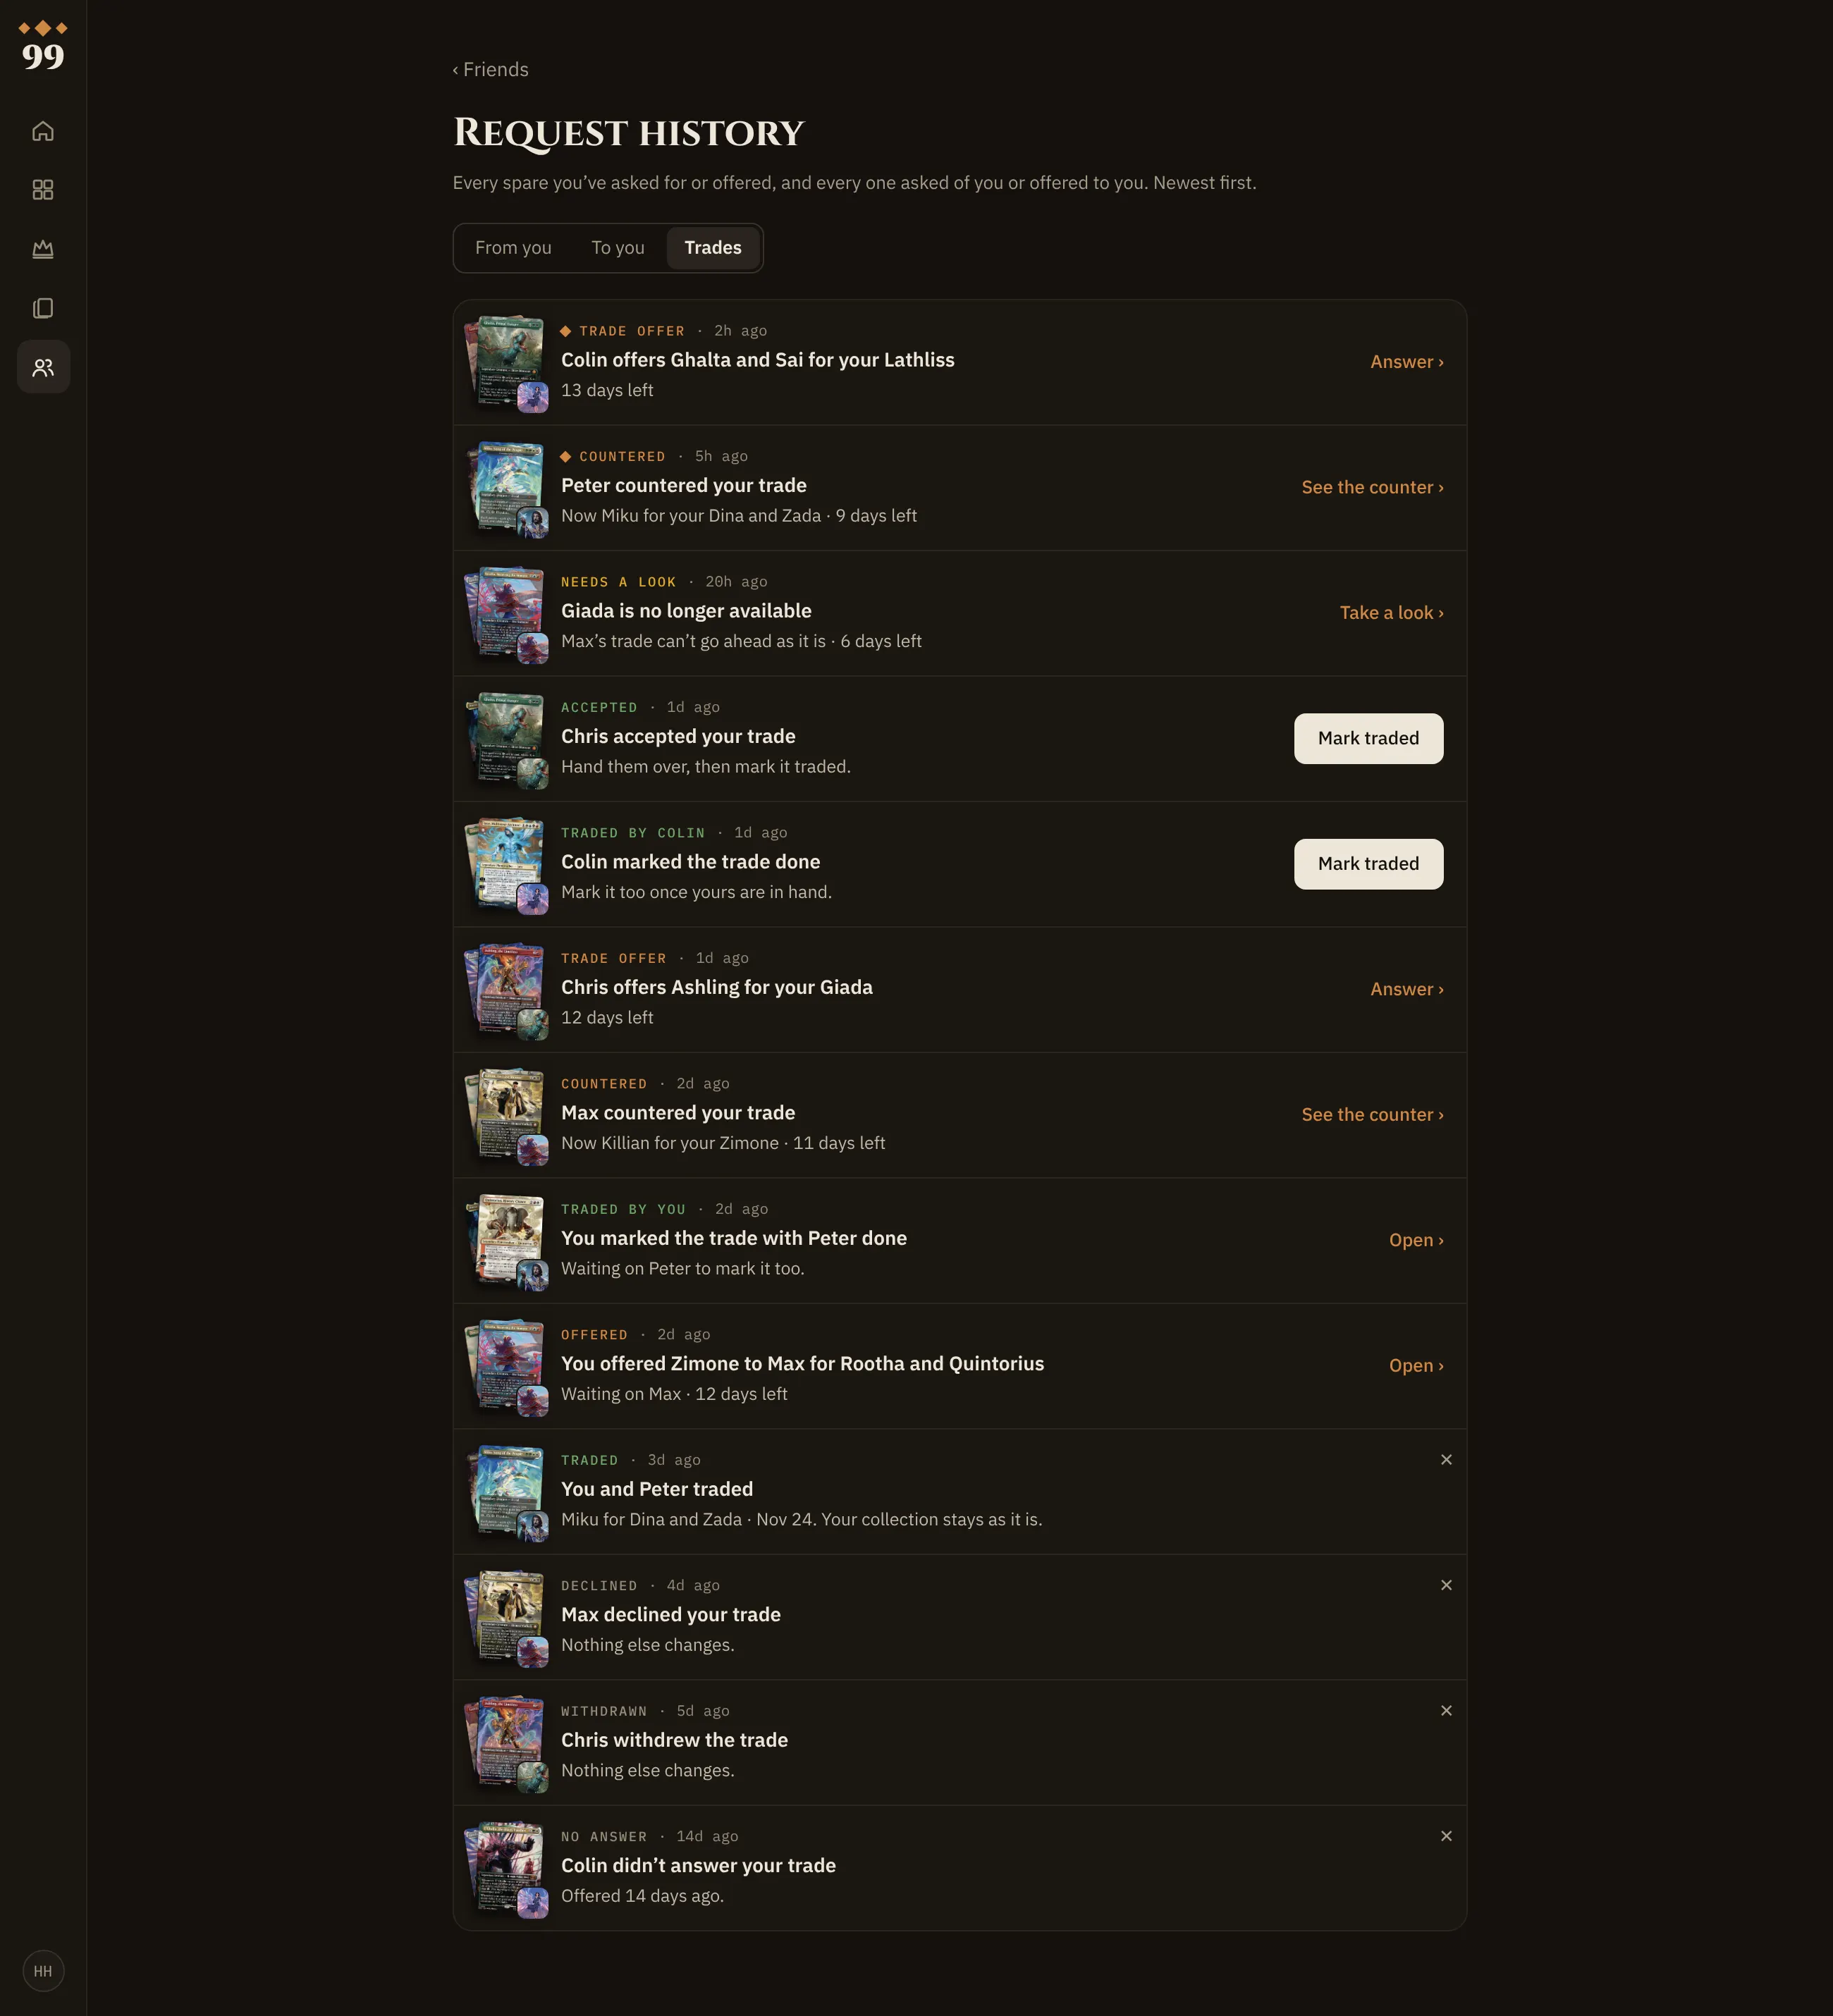 99
‹ Friends
Request history
Every spare you’ve asked for or offered, and every one asked of you or offered to you. Newest first.
From you
To you
Trades
TRADE OFFER · 2h ago
Colin offers Ghalta and Sai for your Lathliss
13 days left
Answer ›
COUNTERED · 5h ago
Peter countered your trade
Now Miku for your Dina and Zada · 9 days left
See the counter ›
NEEDS A LOOK · 20h ago
Giada is no longer available
Max’s trade can’t go ahead as it is · 6 days left
Take a look ›
ACCEPTED · 1d ago
Chris accepted your trade
Hand them over, then mark it traded.
Mark traded
TRADED BY COLIN · 1d ago
Colin marked the trade done
Mark it too once yours are in hand.
Mark traded
TRADE OFFER · 1d ago
Chris offers Ashling for your Giada
12 days left
Answer ›
COUNTERED · 2d ago
Max countered your trade
Now Killian for your Zimone · 11 days left
See the counter ›
TRADED BY YOU · 2d ago
You marked the trade with Peter done
Waiting on Peter to mark it too.
Open ›
OFFERED · 2d ago
You offered Zimone to Max for Rootha and Quintorius
Waiting on Max · 12 days left
Open ›
TRADED · 3d ago
You and Peter traded
Miku for Dina and Zada · Nov 24. Your collection stays as it is.
DECLINED · 4d ago
Max declined your trade
Nothing else changes.
WITHDRAWN · 5d ago
Chris withdrew the trade
Nothing else changes.
NO ANSWER · 14d ago
Colin didn’t answer your trade
Offered 14 days ago.
HH